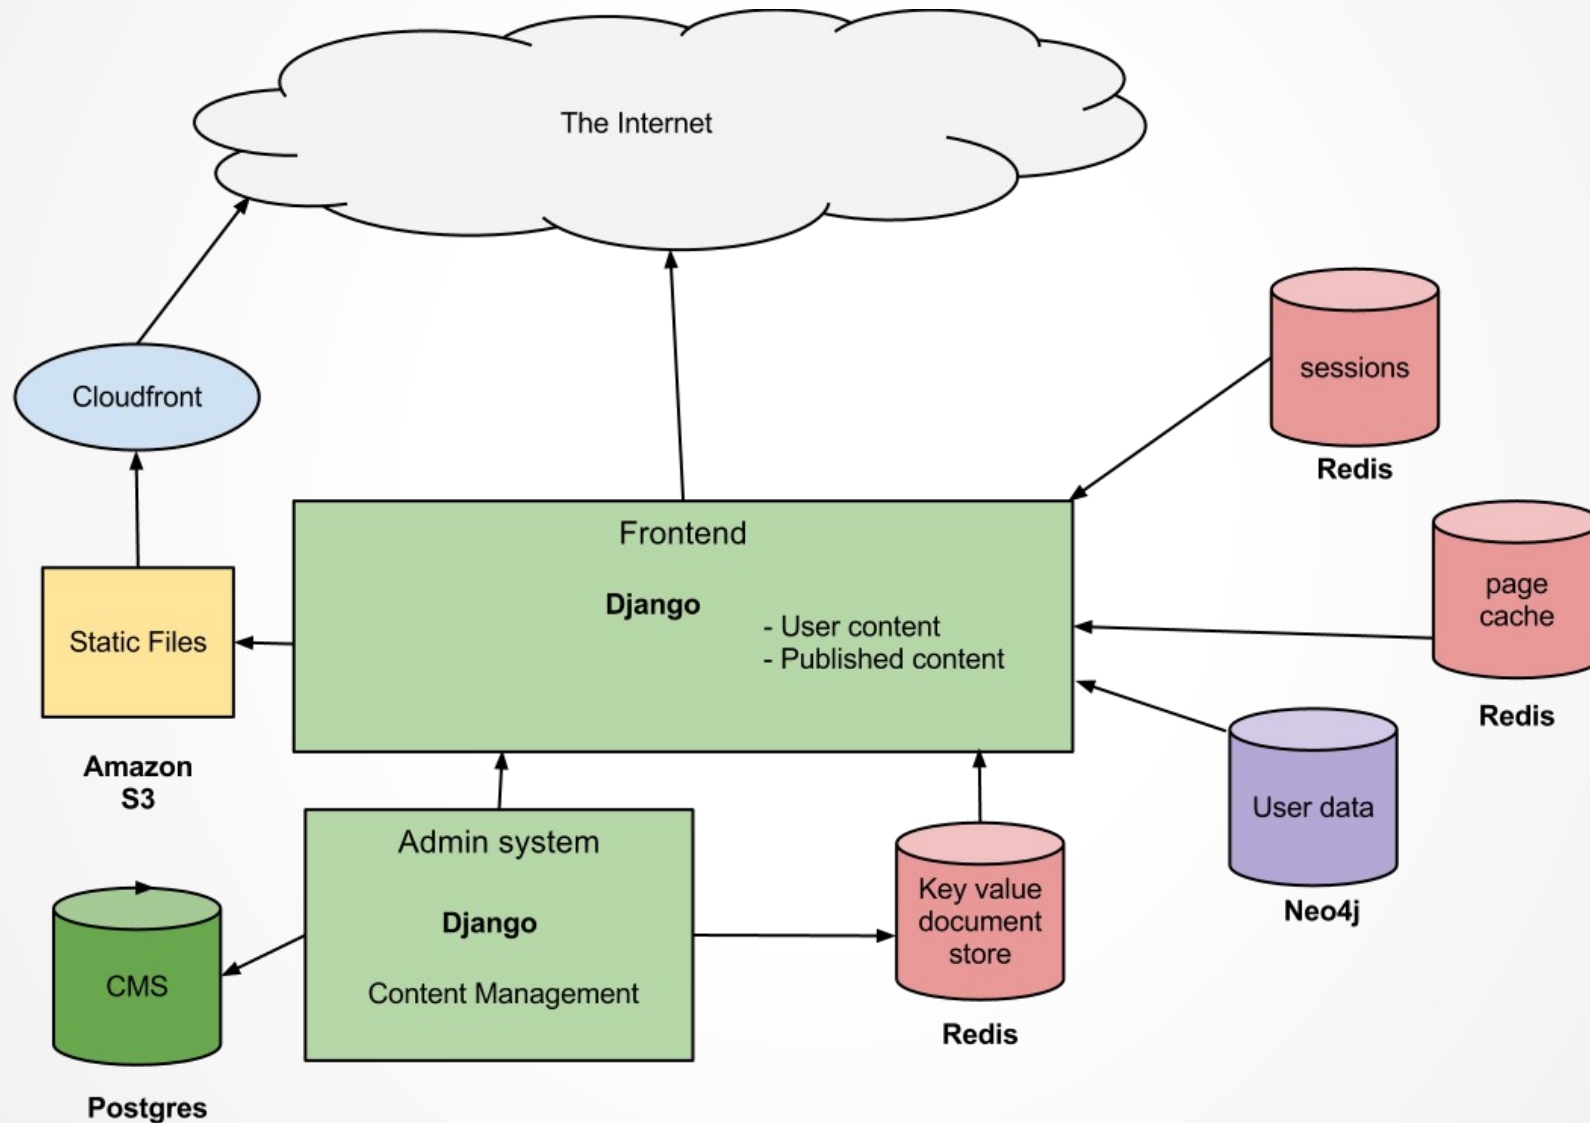 The Internet
Cloudfront
sessions
Redis
Frontend
Django
- User content
- Published content
page
cache
Redis
Static Files
Amazon
S3
User data
Neo4j
Admin system
Django
Content Management
Key value
document
store
Redis
CMS
Postgres